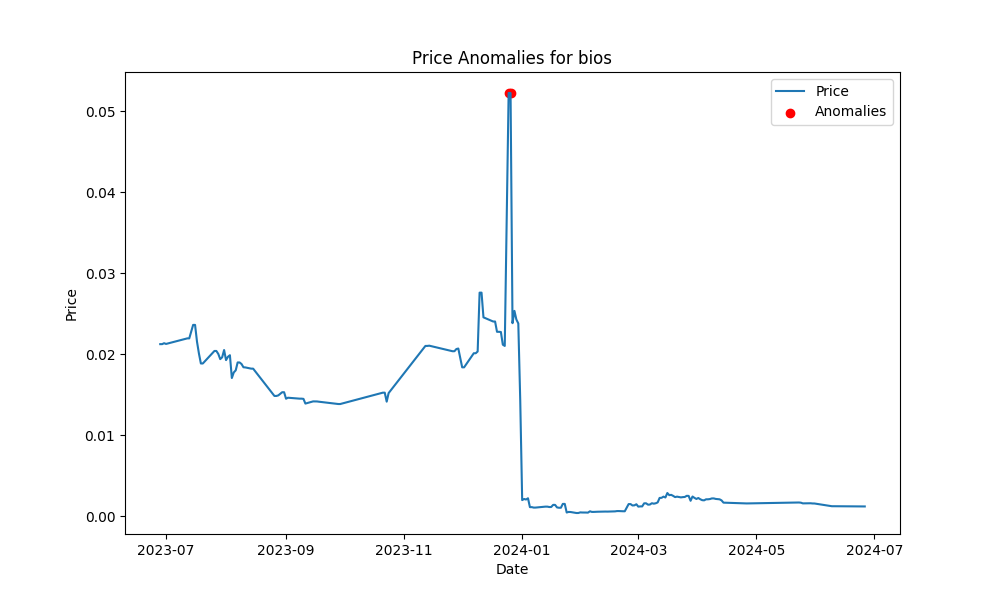 Price Anomalies for bios
Price
Anomalies
0.05
0.04
0.03
0.02
0.01
0.00
Price
2023-07
2023-09
2023-11
2024-01
2024-03
2024-05
2024-07
Date